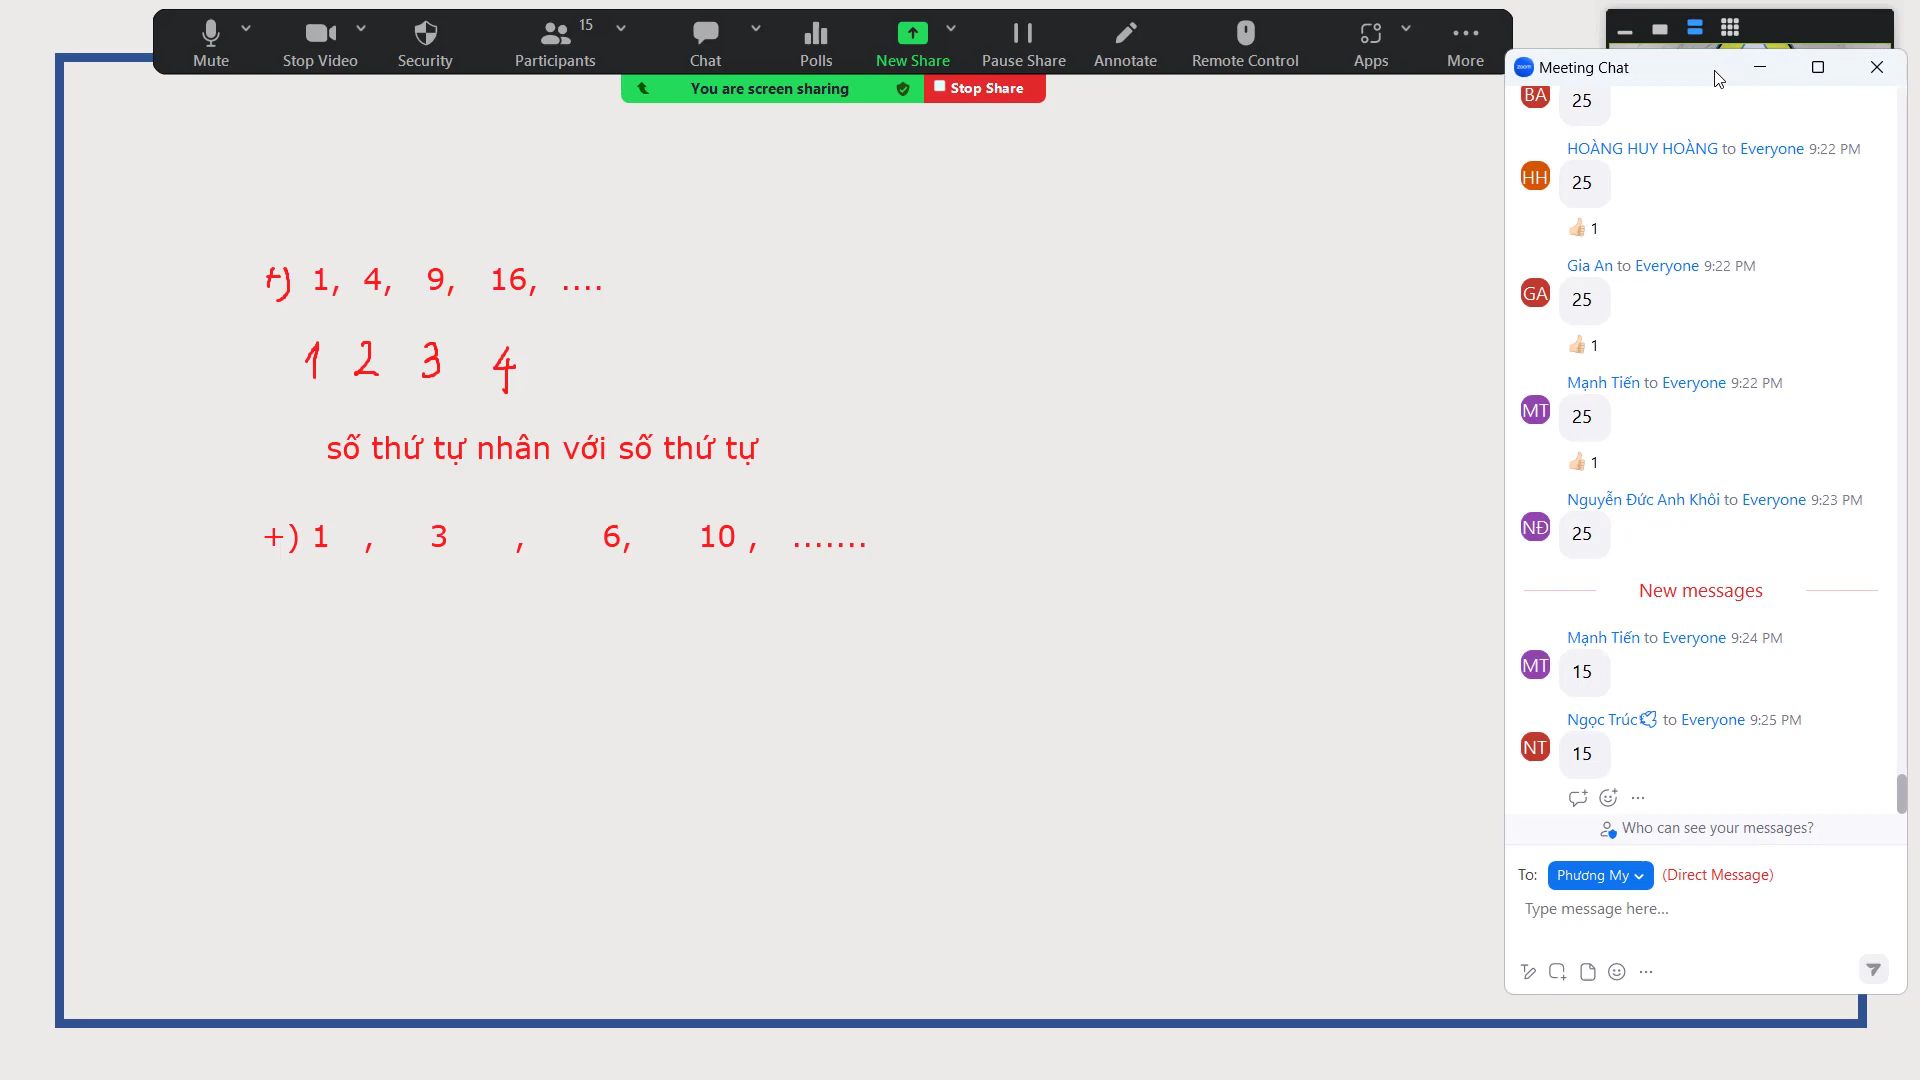 15
Mute
Stop Video
Security
Participants
Chat
Polls
New Share
Pause Share
Annotate
Remote Control
Apps
More
You are screen sharing
Stop Share
+) 1, 4, 9, 16, ....
1 2 3 4
số thứ tự nhân với số thứ tự
+) 1 , 3 , 6, 10 , .......
zoom Meeting Chat
BA 25
HOÀNG HUY HOÀNG to Everyone 9:22 PM
HH 25
1
Gia An to Everyone 9:22 PM
GA 25
1
Mạnh Tiến to Everyone 9:22 PM
MT 25
1
Nguyễn Đức Anh Khôi to Everyone 9:23 PM
NĐ 25
New messages
Mạnh Tiến to Everyone 9:24 PM
MT 15
Ngọc Trúc to Everyone 9:25 PM
NT 15
Who can see your messages?
To: Phương My (Direct Message)
Type message here...